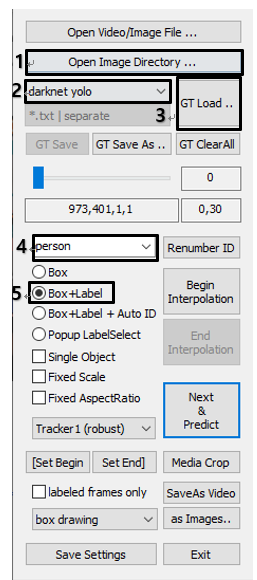 Open Video/Image File ...
1 Open Image Directory ...
2 darknet yolo
GT Load ..
*.txt | separate 3
GT Save GT Save As .. GT ClearAll
0
973,401,1,1 0,30
4 person Renumber ID
Box
Begin
Interpolation
5 Box+Label
Box+Label + Auto ID
Popup LabelSelect
End
Interpolation
Single Object
Fixed Scale
Fixed AspectRatio
Next
&
Predict
Tracker1 (robust)
[Set Begin Set End] Media Crop
labeled frames only SaveAs Video
box drawing as Images..
Save Settings Exit